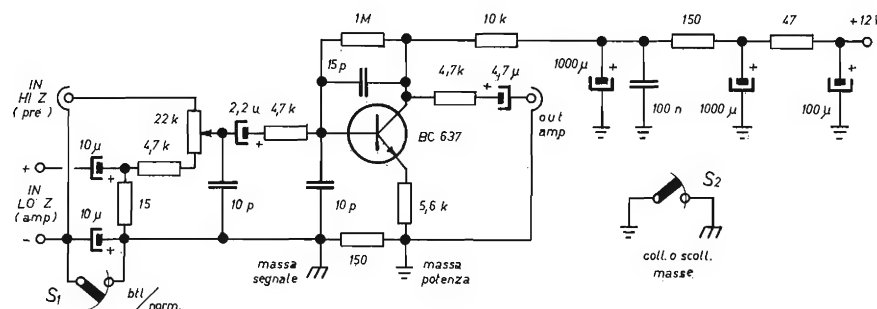 1M
10 k
150
47
+12V
15 p
1000 µ
+
100 n
1000 µ
+
100 µ
+
IN
HI Z
( pre )
22 k
2,2 u
+
4,7 k
4,7 k
4,7 µ
+
out
amp
BC 637
10 µ
+
4,7 k
+
IN
LO Z
( amp )
-
15
10 µ
+
10 p
10 p
5,6 k
150
S1
btl/
norm.
massa
segnale
massa
potenza
S2
coll. o scoll.
masse